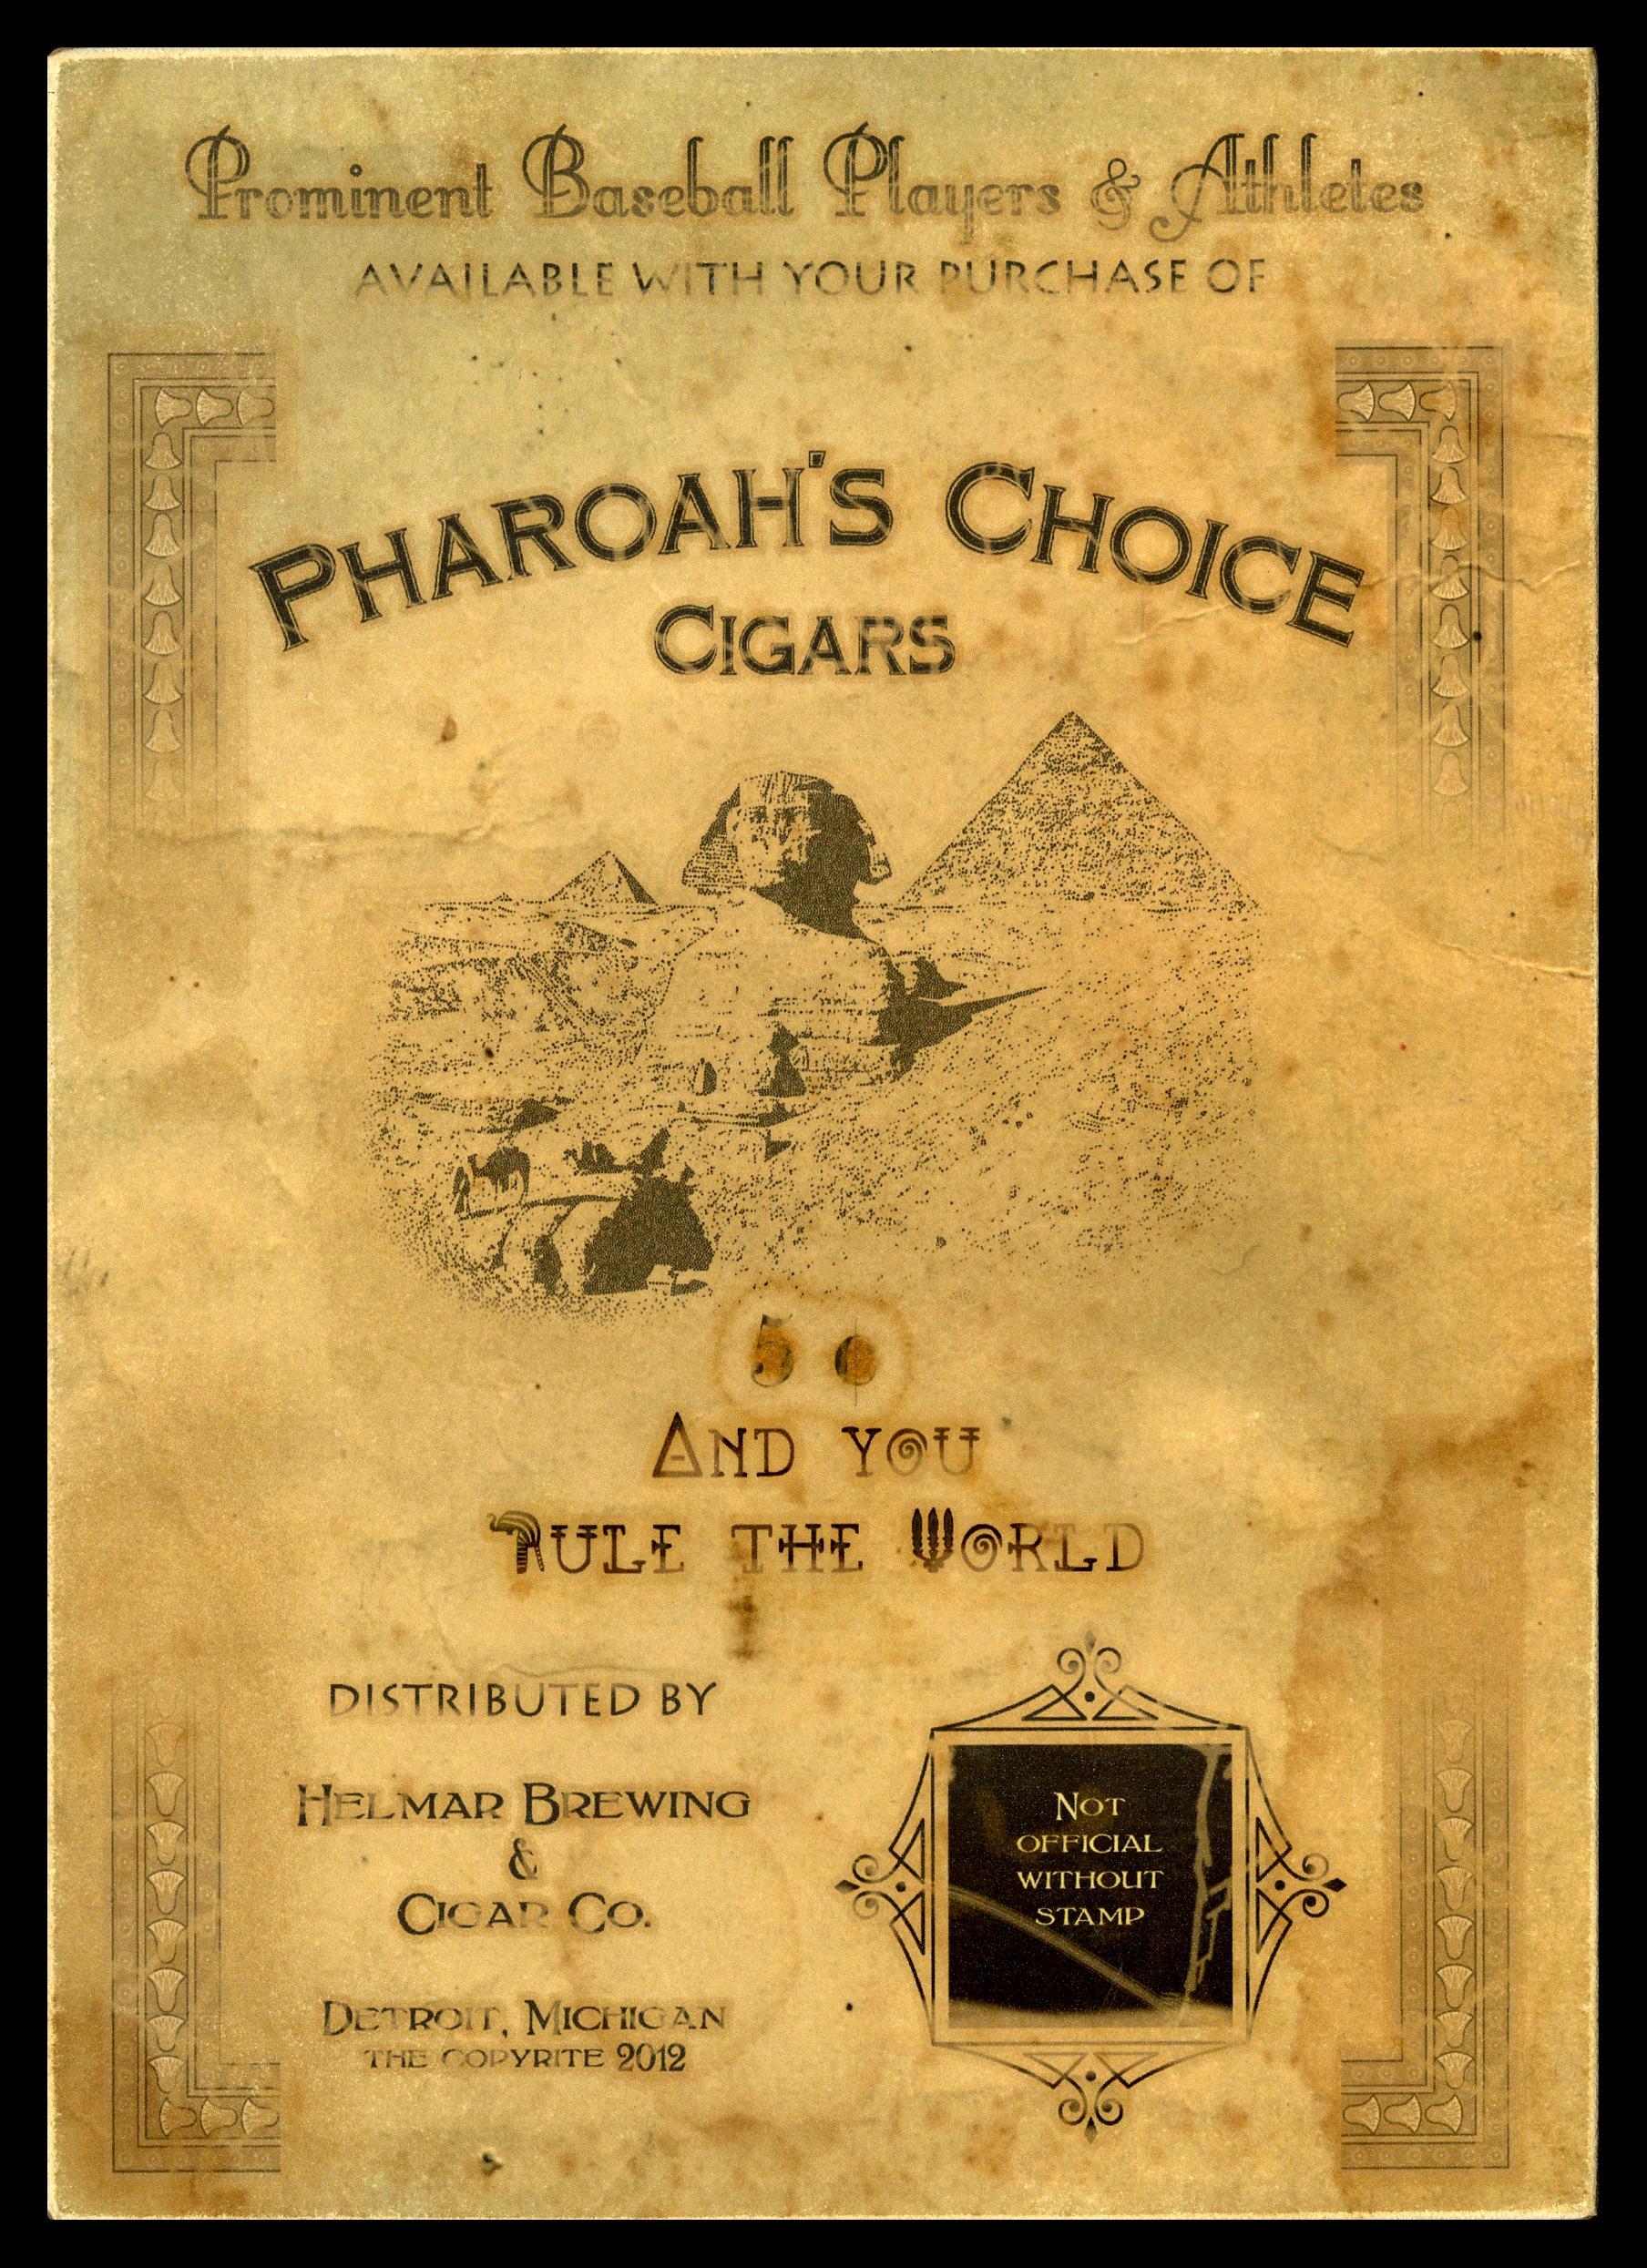 Prominent Baseball Players & Athletes
AVAILABLE WITH YOUR PURCHASE OF
PHAROAH'S CHOICE
CIGARS
5 ¢
AND YOU
RULE THE WORLD
DISTRIBUTED BY
HELMAR BREWING
&
CIGAR CO.
DETROIT, MICHIGAN
THE COPYRITE 2012
NOT
OFFICIAL
WITHOUT
STAMP